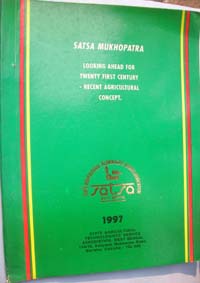 SATSA MUKHOPATRA
LOOKING AHEAD FOR
TWENTY FIRST CENTURY
- RECENT AGRICULTURAL
CONCEPT.
satsa
1997
STATE AGRICULTURAL
TECHNOLOGISTS SERVICE
ASSOCIATION, WEST BENGAL